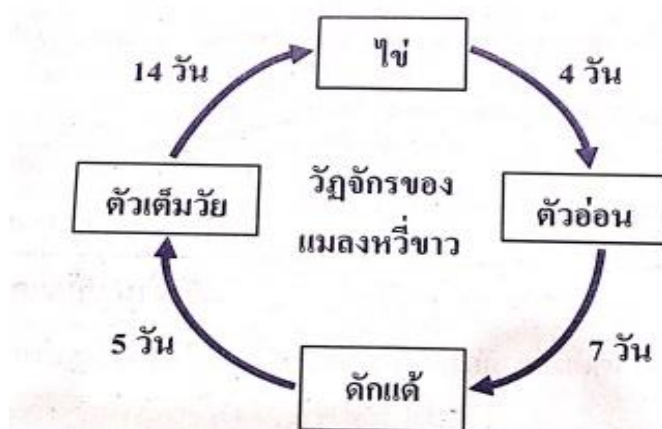 ไข่
14 วัน
4 วัน
ตัวเต็มวัย
วัฏจักรของ
แมลงหวี่ขาว
ตัวอ่อน
5 วัน
7 วัน
ดักแด้